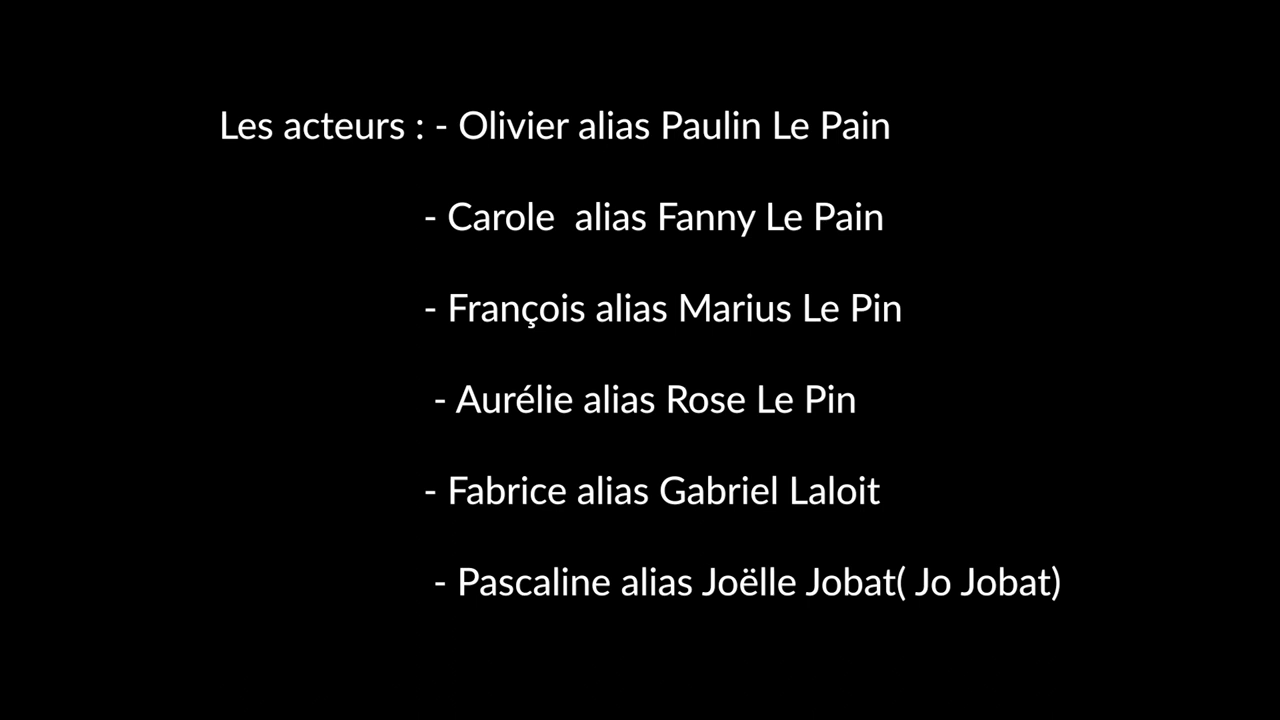 Les acteurs : - Olivier alias Paulin Le Pain
- Carole  alias Fanny Le Pain
- François alias Marius Le Pin
- Aurélie alias Rose Le Pin
- Fabrice alias Gabriel Laloit
- Pascaline alias Joëlle Jobat( Jo Jobat)